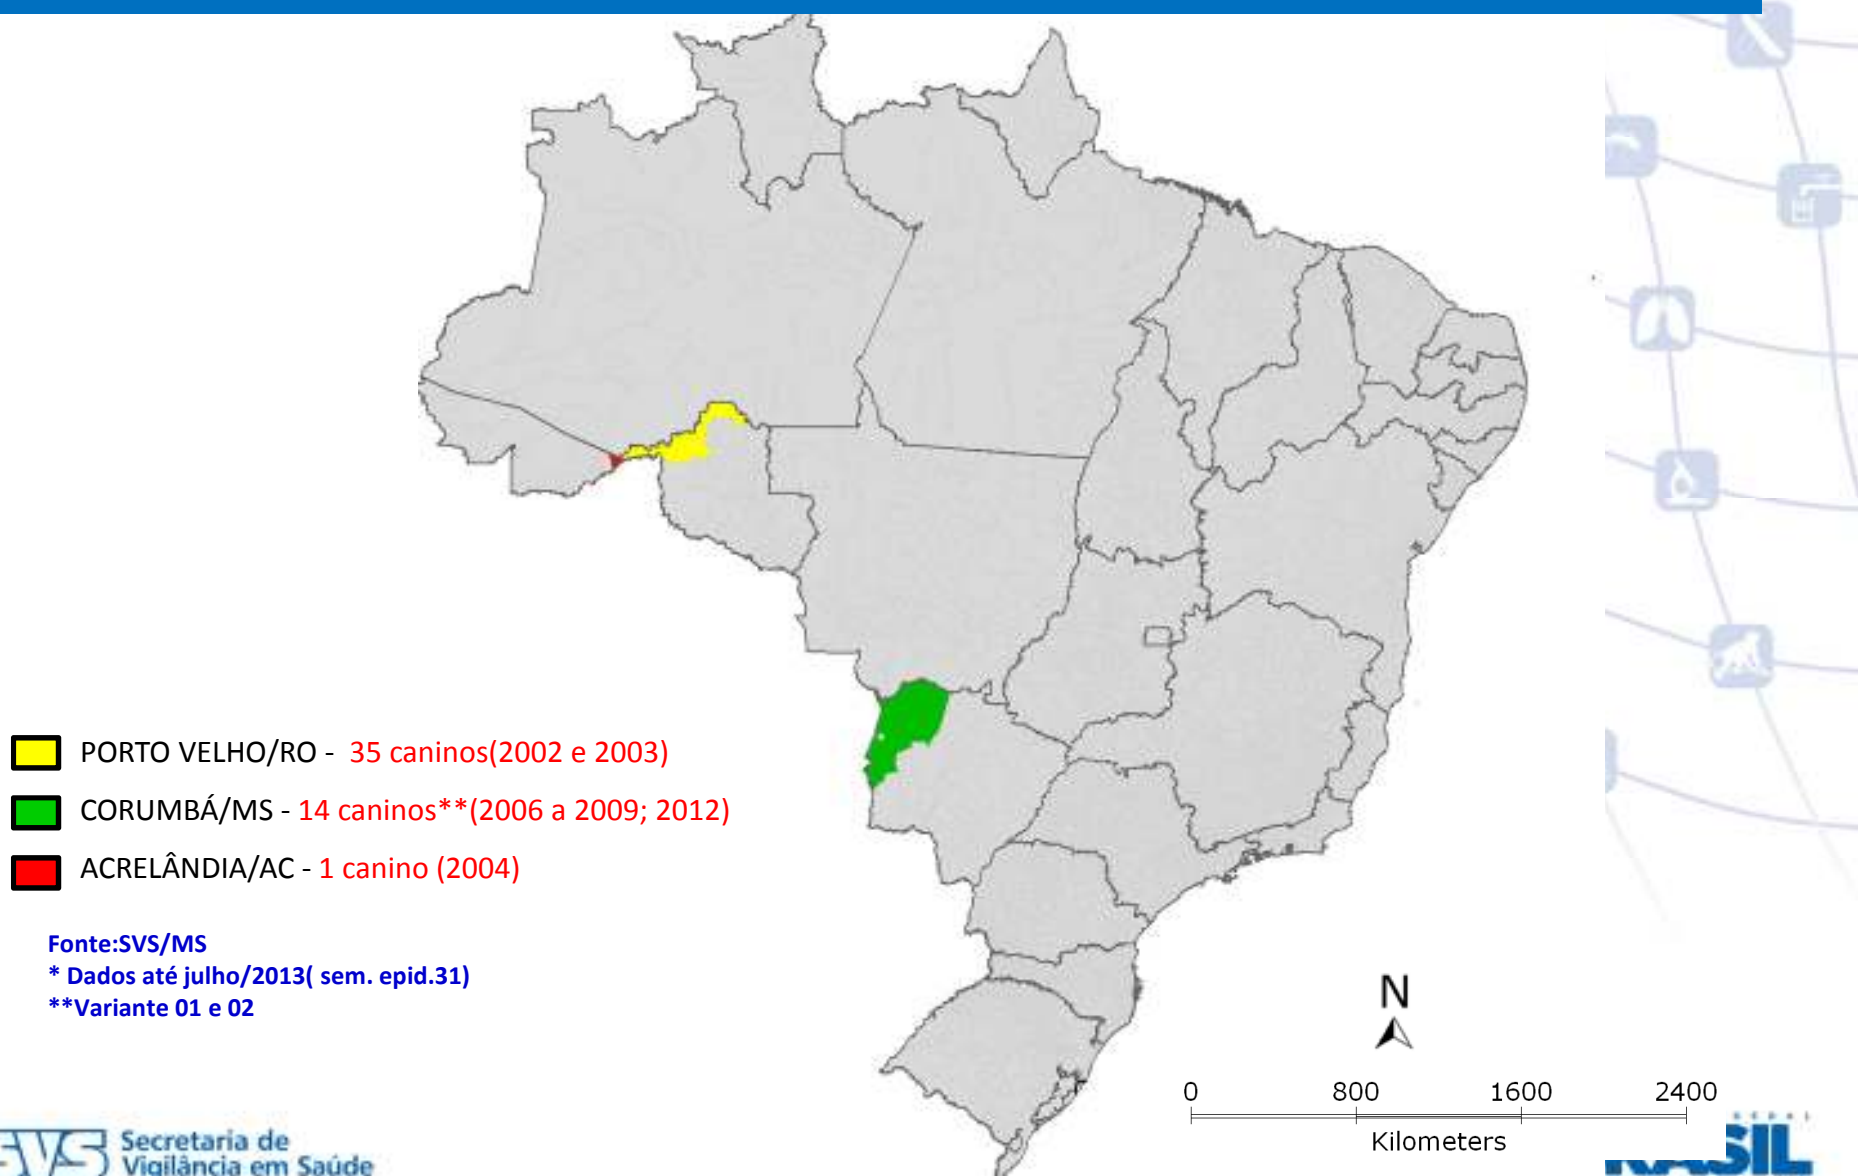 PORTO VELHO/RO - 35 caninos(2002 e 2003)
CORUMBÁ/MS - 14 caninos**(2006 a 2009; 2012)
ACRELÂNDIA/AC - 1 canino (2004)
Fonte:SVS/MS
* Dados até julho/2013( sem. epid.31)
**Variante 01 e 02
N
0 800 1600 2400
Kilometers
SVS Secretaria de
Vigilância em Saúde